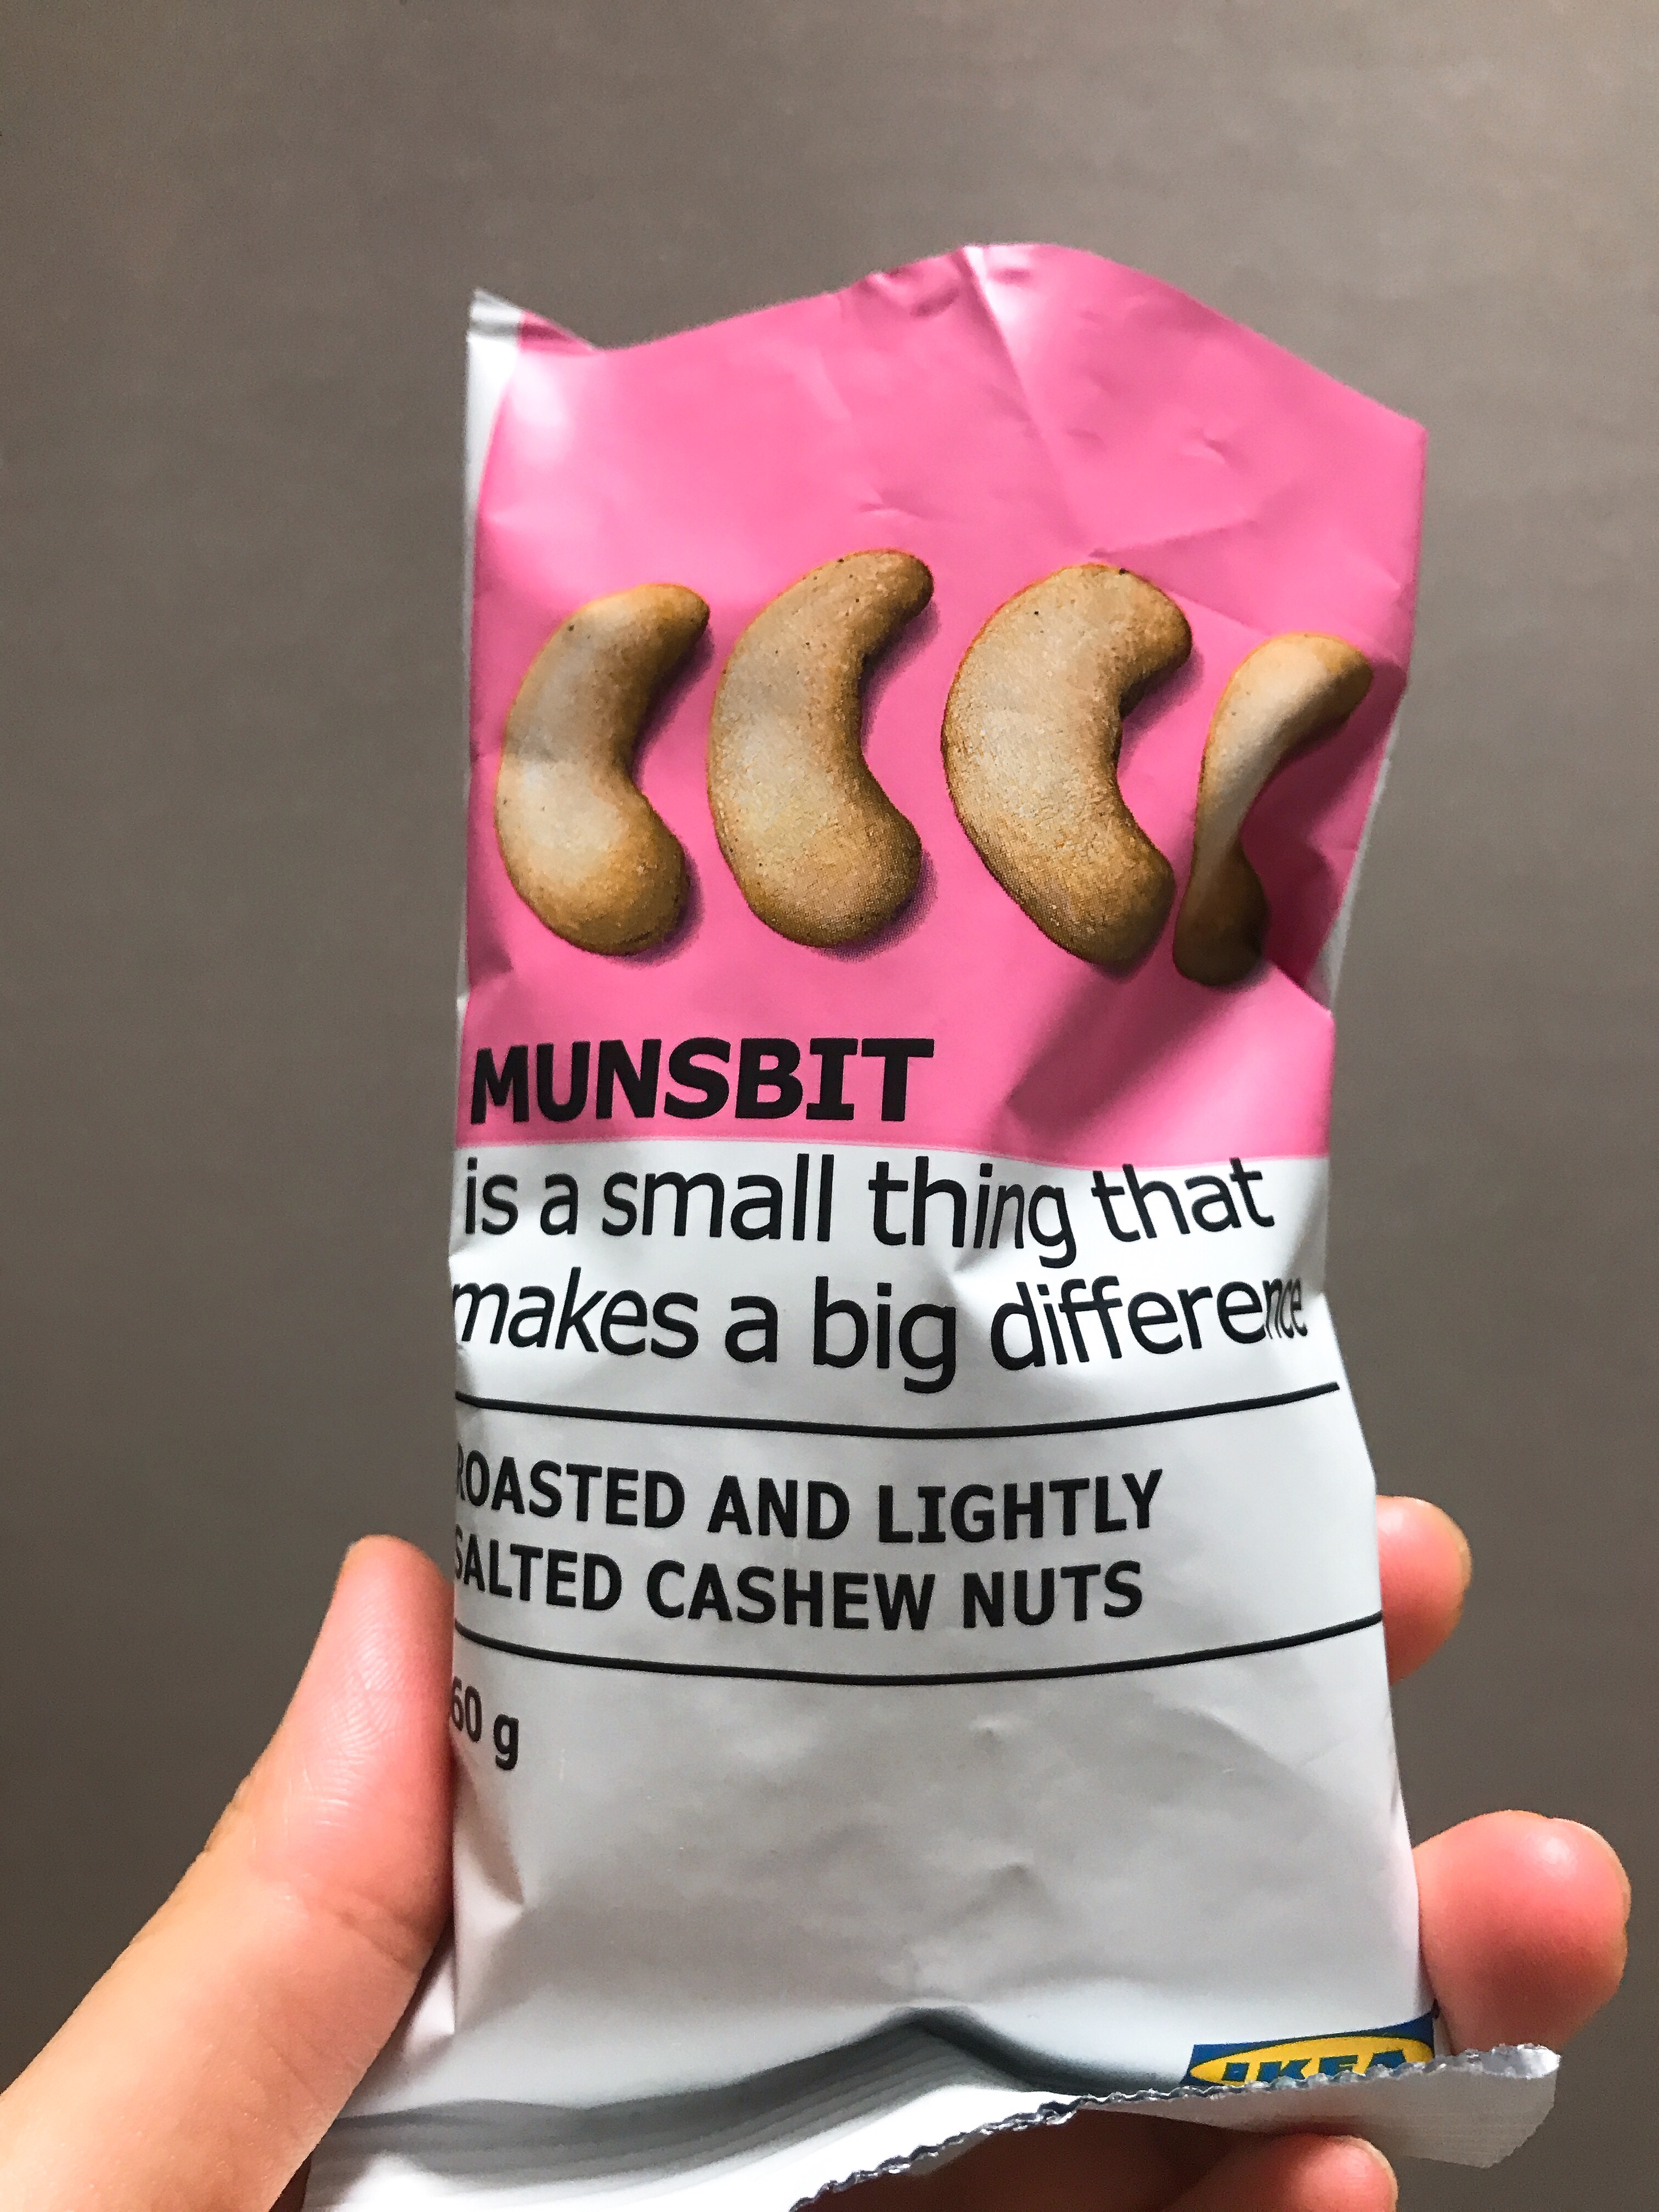 MUNSBIT
is a small thing that
makes a big difference
ROASTED AND LIGHTLY
SALTED CASHEW NUTS
60 g
IKEA